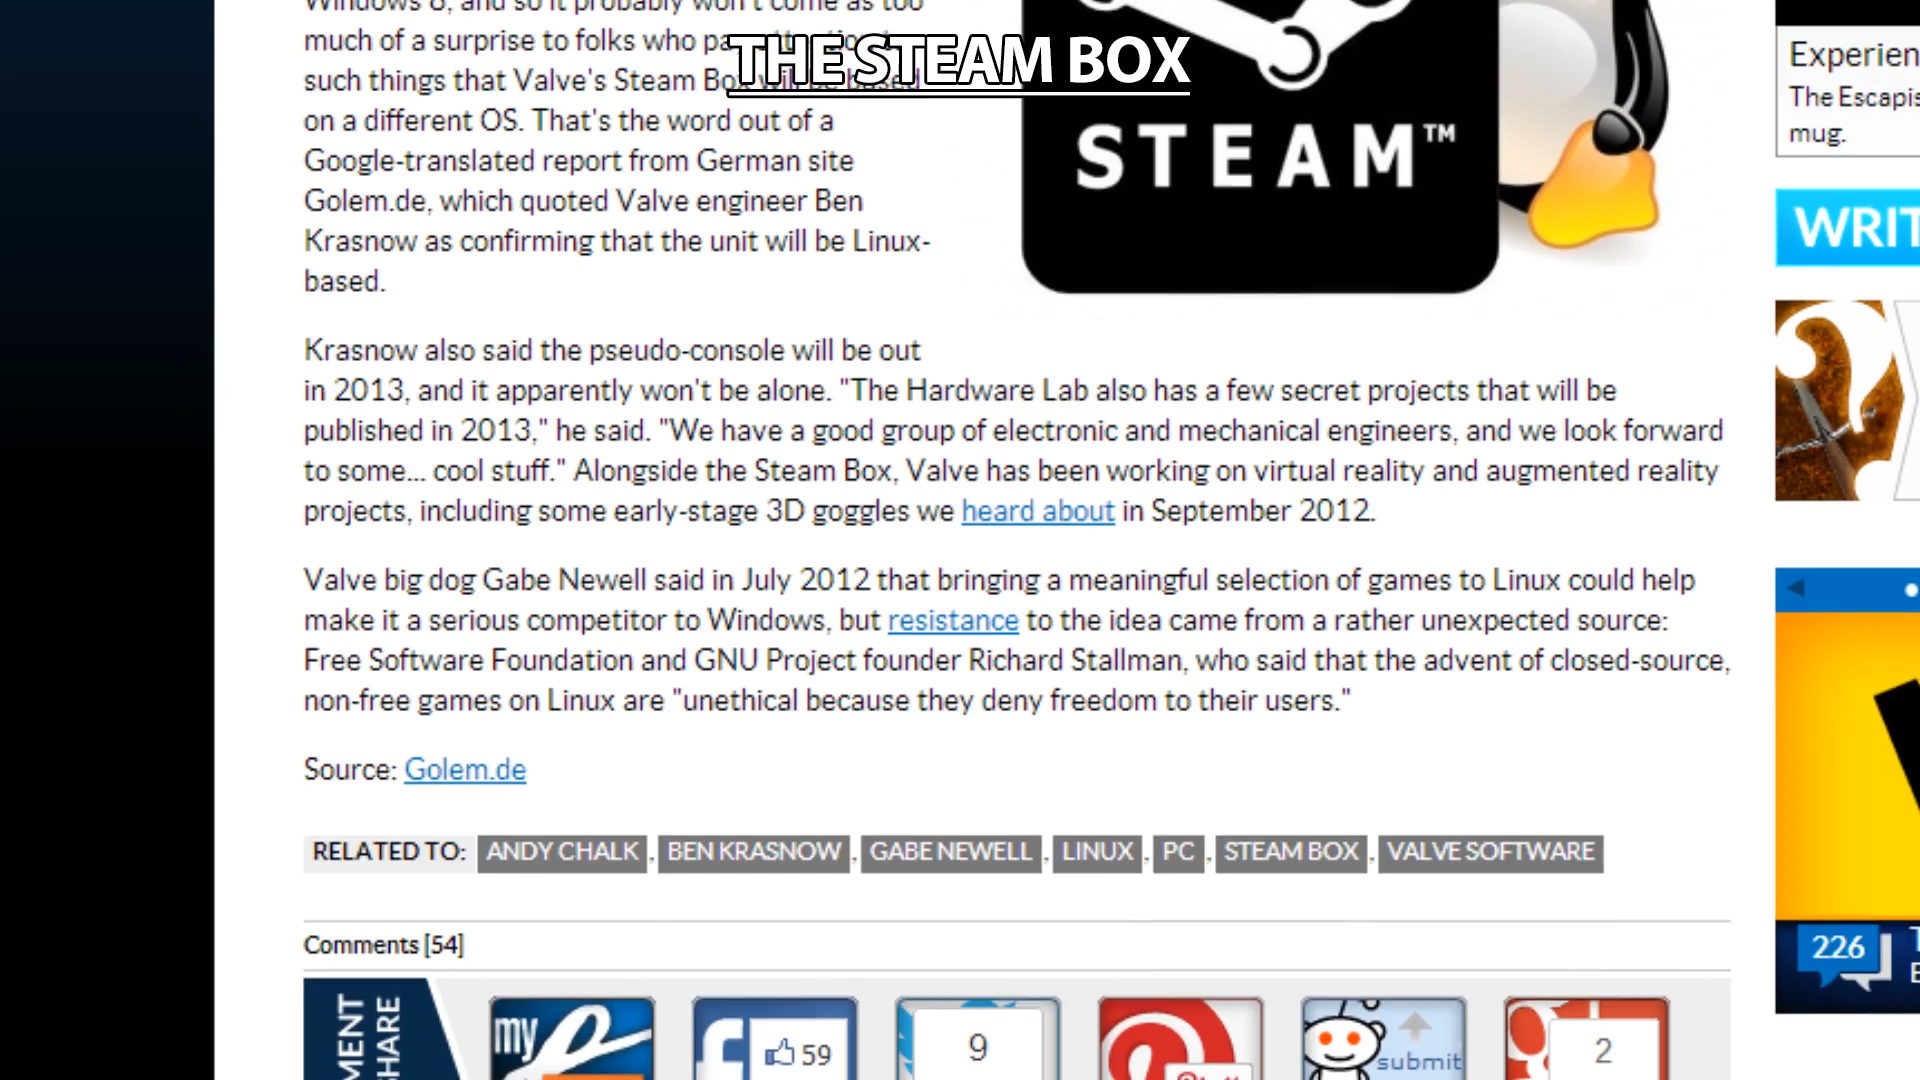 Windows 8, and so it probably won't come as too
much of a surprise to folks who
such things that Valve's Steam Box will be based
THE STEAM BOX
on a different OS. That's the word out of a
Google-translated report from German site
Golem.de, which quoted Valve engineer Ben
Krasnow as confirming that the unit will be Linux-
based.
STEAM™
Krasnow also said the pseudo-console will be out
in 2013, and it apparently won't be alone. "The Hardware Lab also has a few secret projects that will be
published in 2013," he said. "We have a good group of electronic and mechanical engineers, and we look forward
to some... cool stuff." Alongside the Steam Box, Valve has been working on virtual reality and augmented reality
projects, including some early-stage 3D goggles we heard about in September 2012.
Valve big dog Gabe Newell said in July 2012 that bringing a meaningful selection of games to Linux could help
make it a serious competitor to Windows, but resistance to the idea came from a rather unexpected source:
Free Software Foundation and GNU Project founder Richard Stallman, who said that the advent of closed-source,
non-free games on Linux are "unethical because they deny freedom to their users."
Source: Golem.de
RELATED TO: ANDY CHALK , BEN KRASNOW , GABE NEWELL , LINUX , PC , STEAM BOX , VALVE SOFTWARE
Comments [54]
MENT
SHARE
my
59
9
submit
2
Experien
The Escapis
mug.
WRIT
226